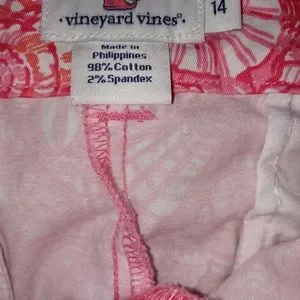 vineyard vines®
14
Made in
Philippines
98% Cotton
2% Spandex